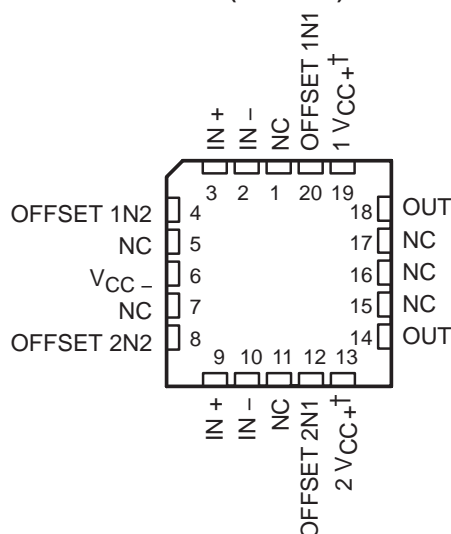 OFFSET 1N1
1 VCC+†
IN +
IN –
NC
3 2 1 20 19
OFFSET 1N2 4
NC 5
VCC – 6
NC 7
OFFSET 2N2 8
18 OUT
17 NC
16 NC
15 NC
14 OUT
9 10 11 12 13
IN +
IN –
NC
OFFSET 2N1
2 VCC+†